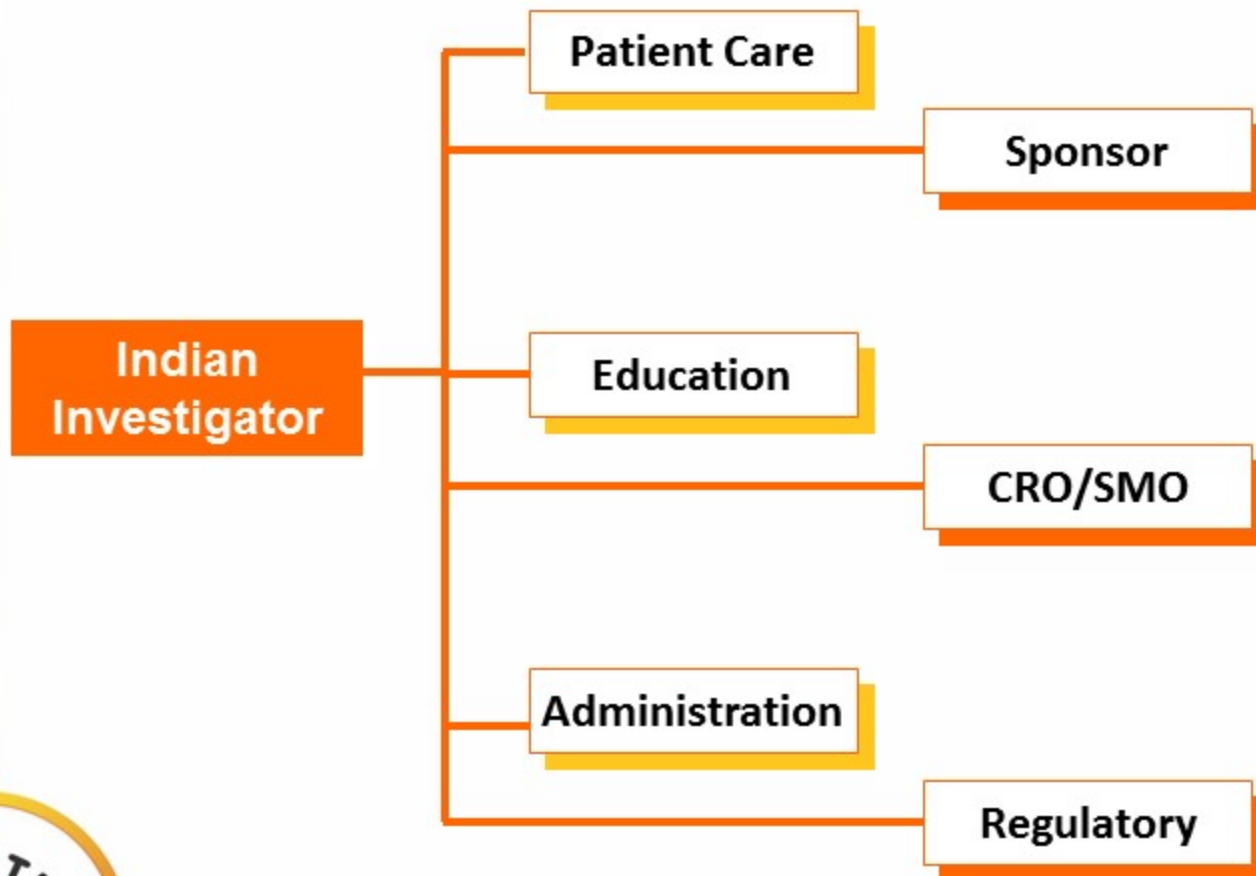 Patient Care
Sponsor
Indian
Investigator
Education
CRO/SMO
Administration
Regulatory